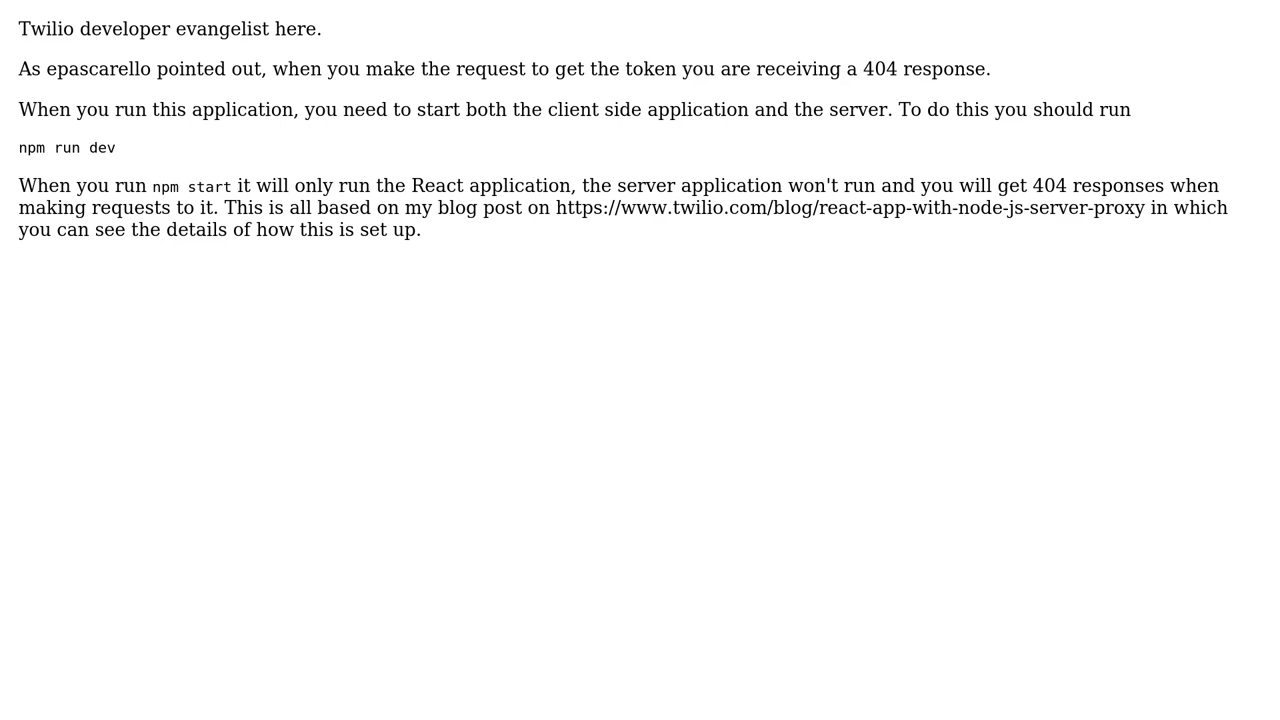 Twilio developer evangelist here.
As epascarello pointed out, when you make the request to get the token you are receiving a 404 response.
When you run this application, you need to start both the client side application and the server. To do this you should run
npm run dev
When you run npm start it will only run the React application, the server application won't run and you will get 404 responses when
making requests to it. This is all based on my blog post on https://www.twilio.com/blog/react-app-with-node-js-server-proxy in which
you can see the details of how this is set up.